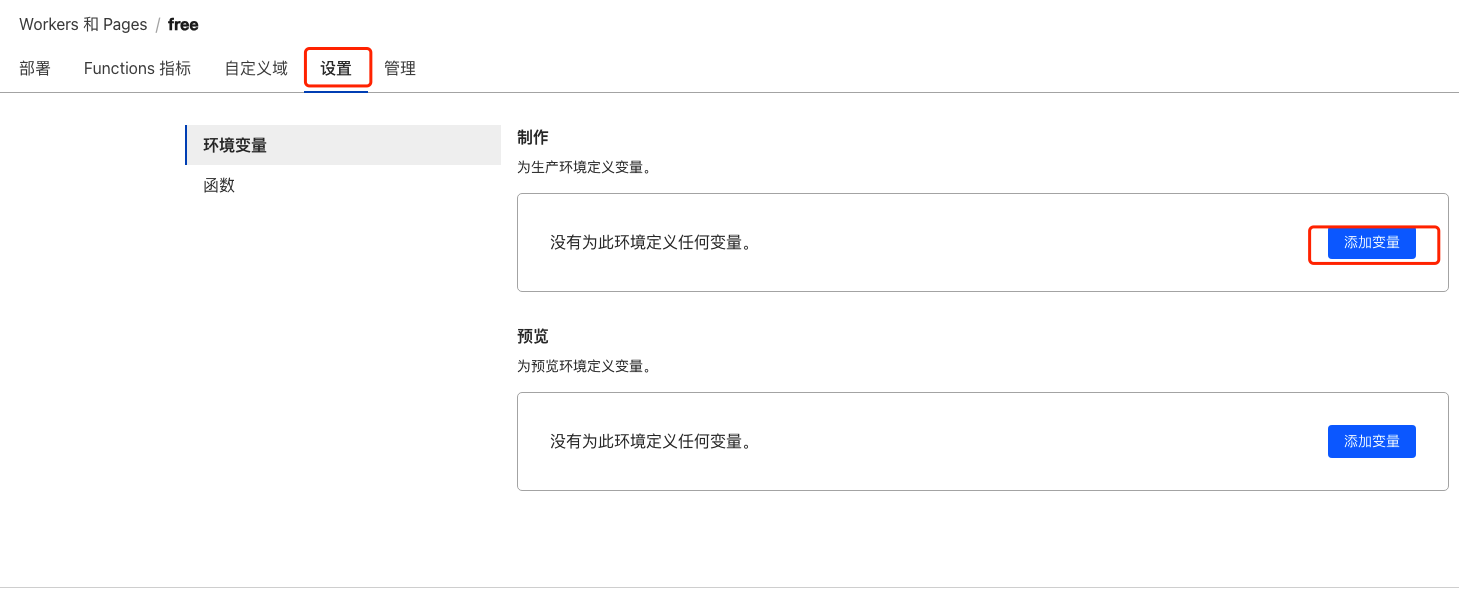 Workers 和 Pages / free
部署 Functions 指标 自定义域 设置 管理
环境变量
函数
制作
为生产环境定义变量。
没有为此环境定义任何变量。 添加变量
预览
为预览环境定义变量。
没有为此环境定义任何变量。 添加变量